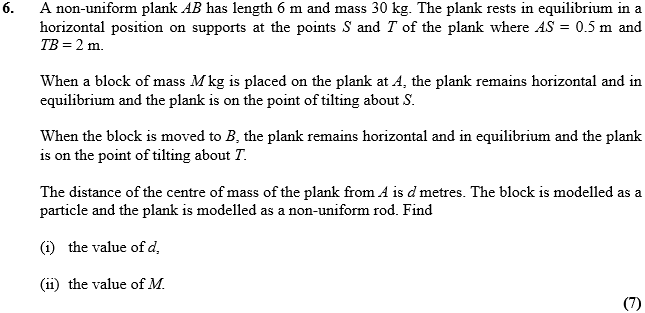 6. A non-uniform plank AB has length 6 m and mass 30 kg. The plank rests in equilibrium in a
horizontal position on supports at the points S and T of the plank where AS = 0.5 m and
TB = 2 m.
When a block of mass M kg is placed on the plank at A, the plank remains horizontal and in
equilibrium and the plank is on the point of tilting about S.
When the block is moved to B, the plank remains horizontal and in equilibrium and the plank
is on the point of tilting about T.
The distance of the centre of mass of the plank from A is d metres. The block is modelled as a
particle and the plank is modelled as a non-uniform rod. Find
(i) the value of d,
(ii) the value of M.
(7)